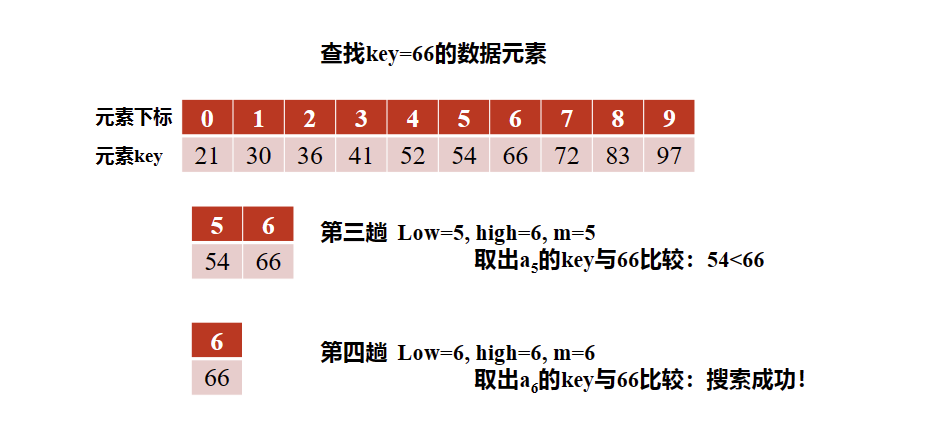 查找key=66的数据元素
元素下标 0 1 2 3 4 5 6 7 8 9
元素key 21 30 36 41 52 54 66 72 83 97
5 6
54 66
第三趟 Low=5, high=6, m=5
取出a5的key与66比较：54<66
6
66
第四趟 Low=6, high=6, m=6
取出a6的key与66比较：搜索成功！